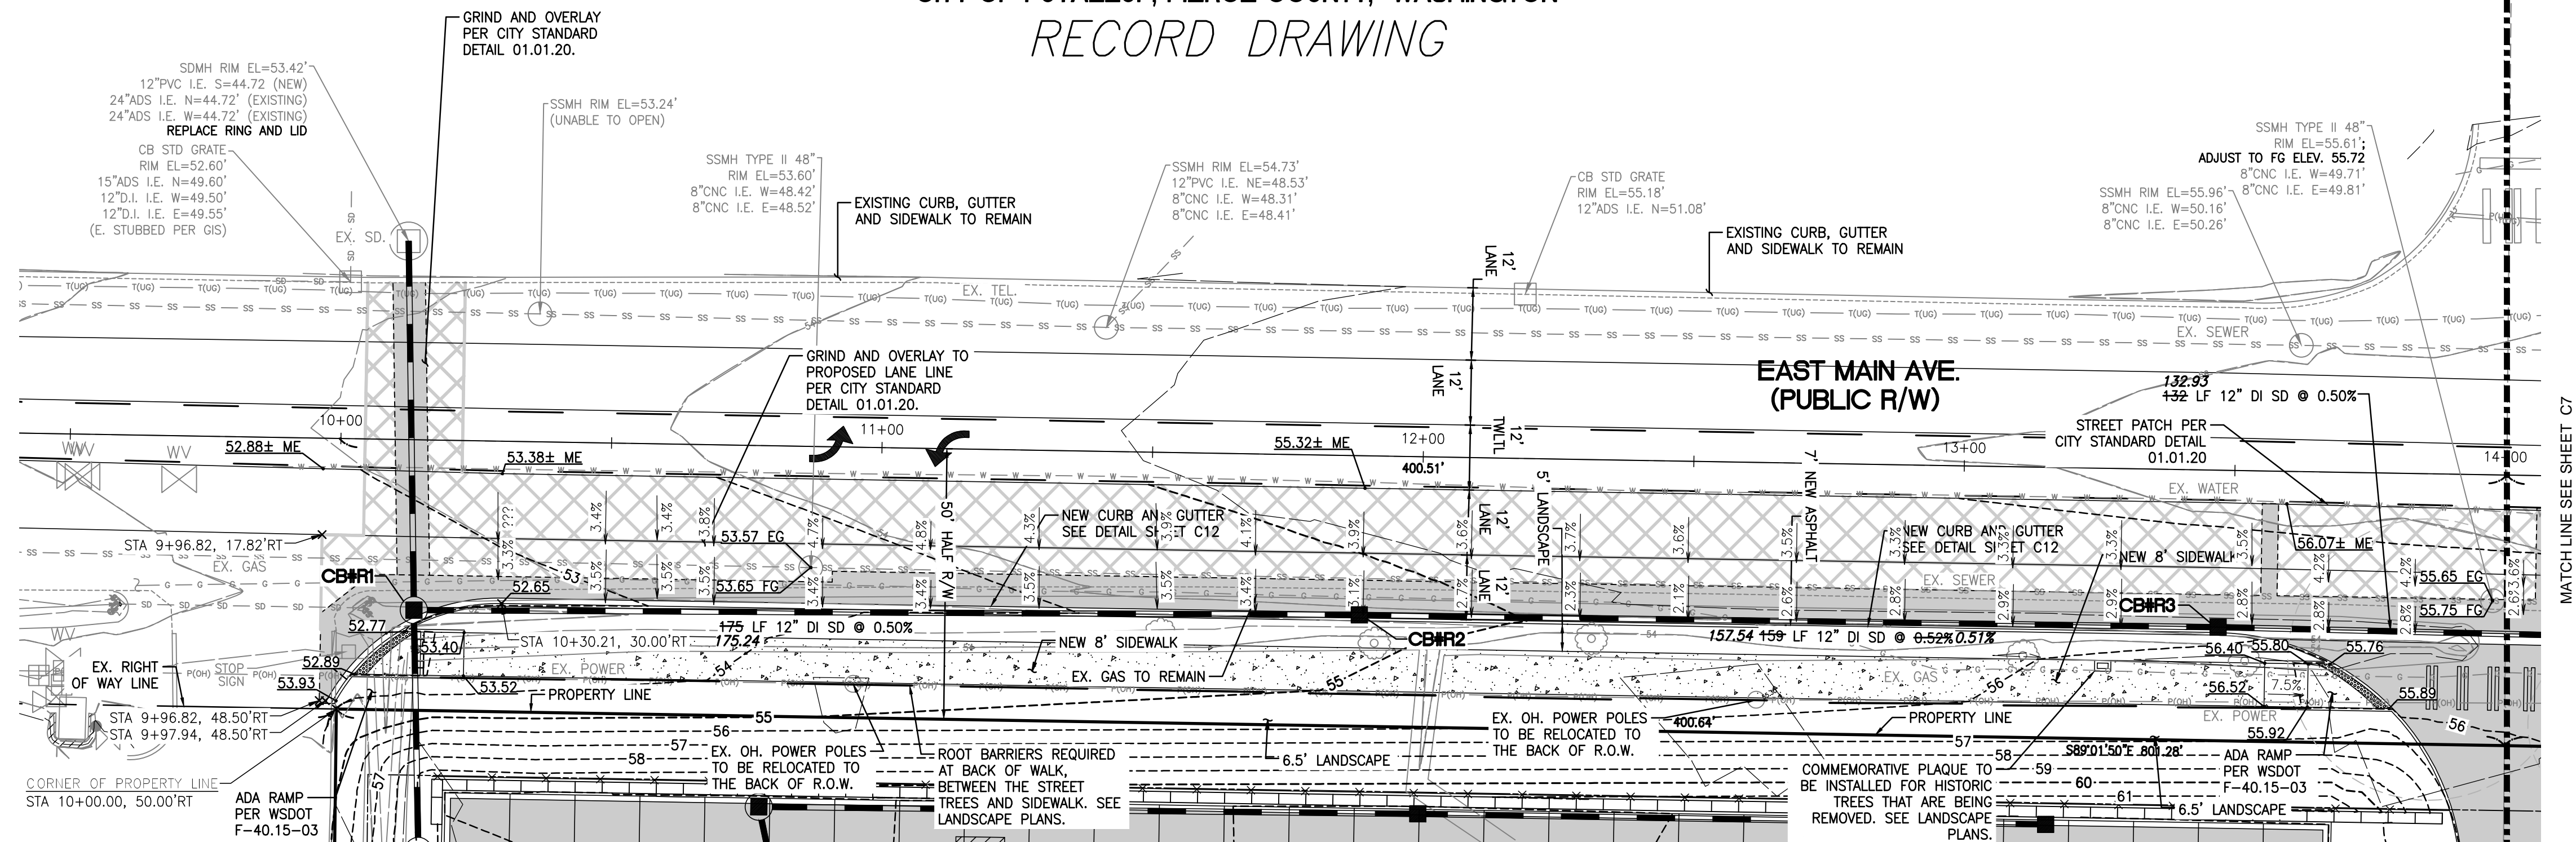 RECORD DRAWING
GRIND AND OVERLAY
PER CITY STANDARD
DETAIL 01.01.20.
SDMH RIM EL=53.42'
12"PVC I.E. S=44.72 (NEW)
24"ADS I.E. N=44.72' (EXISTING)
24"ADS I.E. W=44.72' (EXISTING)
REPLACE RING AND LID
CB STD GRATE
RIM EL=52.60'
15"ADS I.E. N=49.60'
12"D.I. I.E. W=49.50'
12"D.I. I.E. E=49.55'
(E. STUBBED PER GIS)
EX. SD.
SSMH RIM EL=53.24'
(UNABLE TO OPEN)
SSMH TYPE II 48"
RIM EL=53.60'
8"CNC I.E. W=48.42'
8"CNC I.E. E=48.52'
EXISTING CURB, GUTTER
AND SIDEWALK TO REMAIN
SSMH RIM EL=54.73'
12"PVC I.E. NE=48.53'
8"CNC I.E. W=48.31'
8"CNC I.E. E=48.41'
CB STD GRATE
RIM EL=55.18'
12"ADS I.E. N=51.08'
EXISTING CURB, GUTTER
AND SIDEWALK TO REMAIN
SSMH RIM EL=55.96'
8"CNC I.E. W=50.16'
8"CNC I.E. E=50.26'
SSMH TYPE II 48"
RIM EL=55.61';
ADJUST TO FG ELEV. 55.72
8"CNC I.E. W=49.71'
8"CNC I.E. E=49.81'
MATCH LINE SEE SHEET C7
EX. TEL.
EX. SEWER
12'
LANE
12'
LANE
12'
TWLTL
12'
LANE
12'
LANE
GRIND AND OVERLAY TO
PROPOSED LANE LINE
PER CITY STANDARD
DETAIL 01.01.20.
EAST MAIN AVE.
(PUBLIC R/W)
132.93
132 LF 12" DI SD @ 0.50%
STREET PATCH PER
CITY STANDARD DETAIL
01.01.20
10+00
11+00
12+00
13+00
14+00
52.88± ME
53.38± ME
55.32± ME
400.51'
EX. WATER
56.07± ME
STA 9+96.82, 17.82'RT
EX. GAS
CB#R1
53.57 EG
53.65 FG
50' HALF R/W
NEW CURB AND GUTTER
SEE DETAIL SHEET C12
5' LANDSCAPE
7' NEW ASPHALT
NEW CURB AND GUTTER
SEE DETAIL SHEET C12
NEW 8' SIDEWALK
EX. SEWER
55.65 EG
55.75 FG
52.65
52.77
53.40
52.89
53.93
53.52
STA 10+30.21, 30.00'RT
175 LF 12" DI SD @ 0.50%
175.24
EX. POWER
NEW 8' SIDEWALK
EX. GAS TO REMAIN
CB#R2
157.54 159 LF 12" DI SD @ 0.52% 0.51%
CB#R3
56.40
55.80
55.76
56.52
7.5%
55.89
55.92
EX. GAS
EX. POWER
EX. RIGHT
OF WAY LINE
STOP
SIGN
STA 9+96.82, 48.50'RT
STA 9+97.94, 48.50'RT
PROPERTY LINE
CORNER OF PROPERTY LINE
STA 10+00.00, 50.00'RT
ADA RAMP
PER WSDOT
F-40.15-03
EX. OH. POWER POLES
TO BE RELOCATED TO
THE BACK OF R.O.W.
ROOT BARRIERS REQUIRED
AT BACK OF WALK,
BETWEEN THE STREET
TREES AND SIDEWALK. SEE
LANDSCAPE PLANS.
6.5' LANDSCAPE
EX. OH. POWER POLES
TO BE RELOCATED TO
THE BACK OF R.O.W.
400.64'
PROPERTY LINE
S89°01'50"E 801.28'
COMMEMORATIVE PLAQUE TO
BE INSTALLED FOR HISTORIC
TREES THAT ARE BEING
REMOVED. SEE LANDSCAPE
PLANS.
ADA RAMP
PER WSDOT
F-40.15-03
6.5' LANDSCAPE
53
54
55
56
57
58
57
55
56
57
58
59
60
61
56